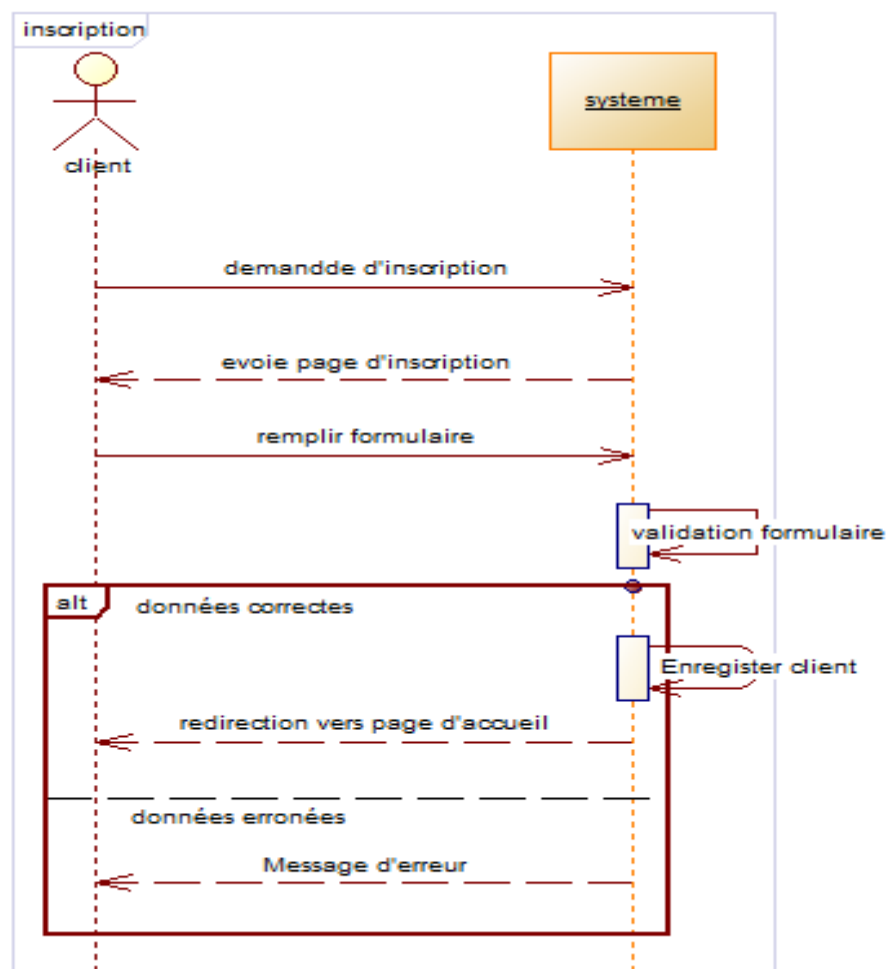 inscription
systeme
client
demandde d'inscription
evoie page d'inscription
remplir formulaire
validation formulaire
alt
données correctes
Enregister client
redirection vers page d'accueil
données erronées
Message d'erreur